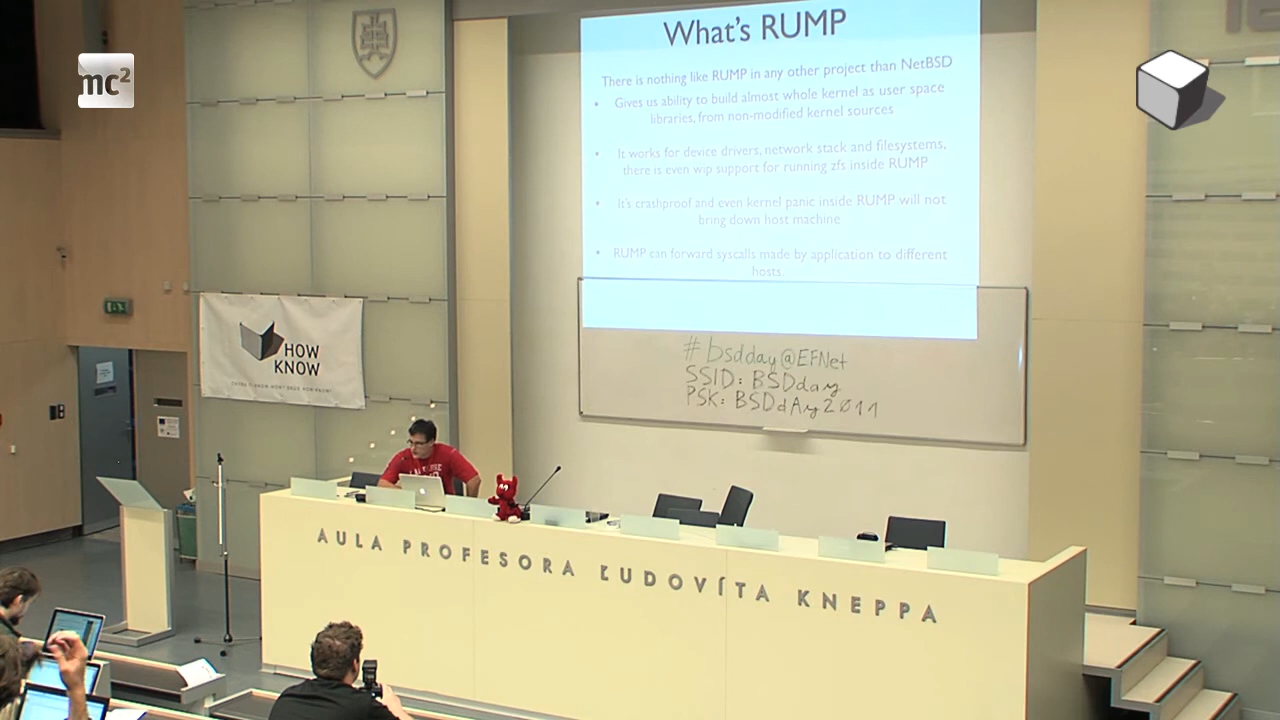 mc²
What's RUMP
There is nothing like RUMP in any other project than NetBSD
• Gives us ability to build almost whole kernel as user space
libraries, from non-modified kernel sources
• It works for device drivers, network stack and filesystems,
there is even wip support for running zfs inside RUMP
• It's crashproof and even kernel panic inside RUMP will not
bring down host machine
• RUMP can forward syscalls made by application to different
hosts.
#bsdday@EFNet
SSID: BSDday
PSK: BSDdAy2011
HOW
KNOW
AULA PROFESORA ĽUDOVÍTA KNEPPA